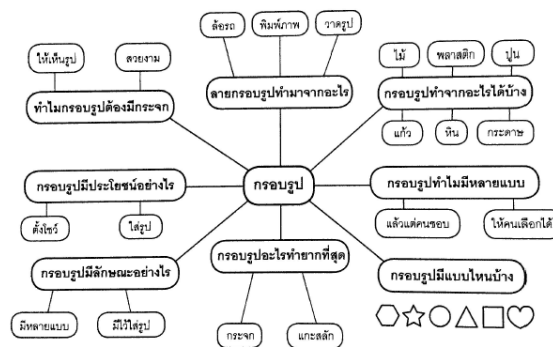 ล้อรถ
พิมพ์ภาพ
วาดรูป
ให้เห็นรูป
สวยงาม
ไม้
พลาสติก
ปูน
ทำไมกรอบรูปต้องมีกระจก
ลายกรอบรูปทำมาจากอะไร
กรอบรูปทำจากอะไรได้บ้าง
แก้ว
หิน
กระดาษ
กรอบรูปมีประโยชน์อย่างไร
กรอบรูป
กรอบรูปทำไมมีหลายแบบ
ตั้งโชว์
ใส่รูป
แล้วแต่คนชอบ
ให้คนเลือกได้
กรอบรูปมีลักษณะอย่างไร
กรอบรูปอะไรทำยากที่สุด
กรอบรูปมีแบบไหนบ้าง
มีหลายแบบ
มีไว้ใส่รูป
กระจก
แกะสลัก